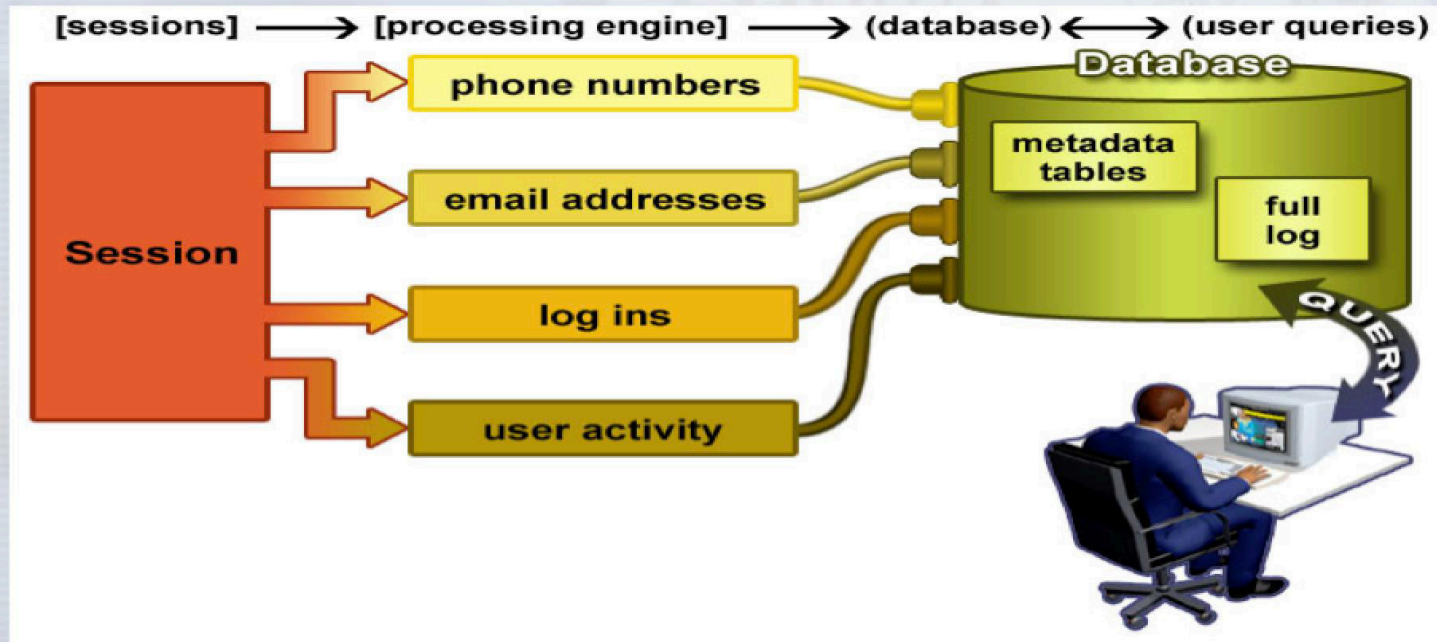 [sessions] → [processing engine] → (database) ↔ (user queries)
Database
phone numbers
metadata
tables
email addresses
full
log
Session
log ins
QUERY
user activity